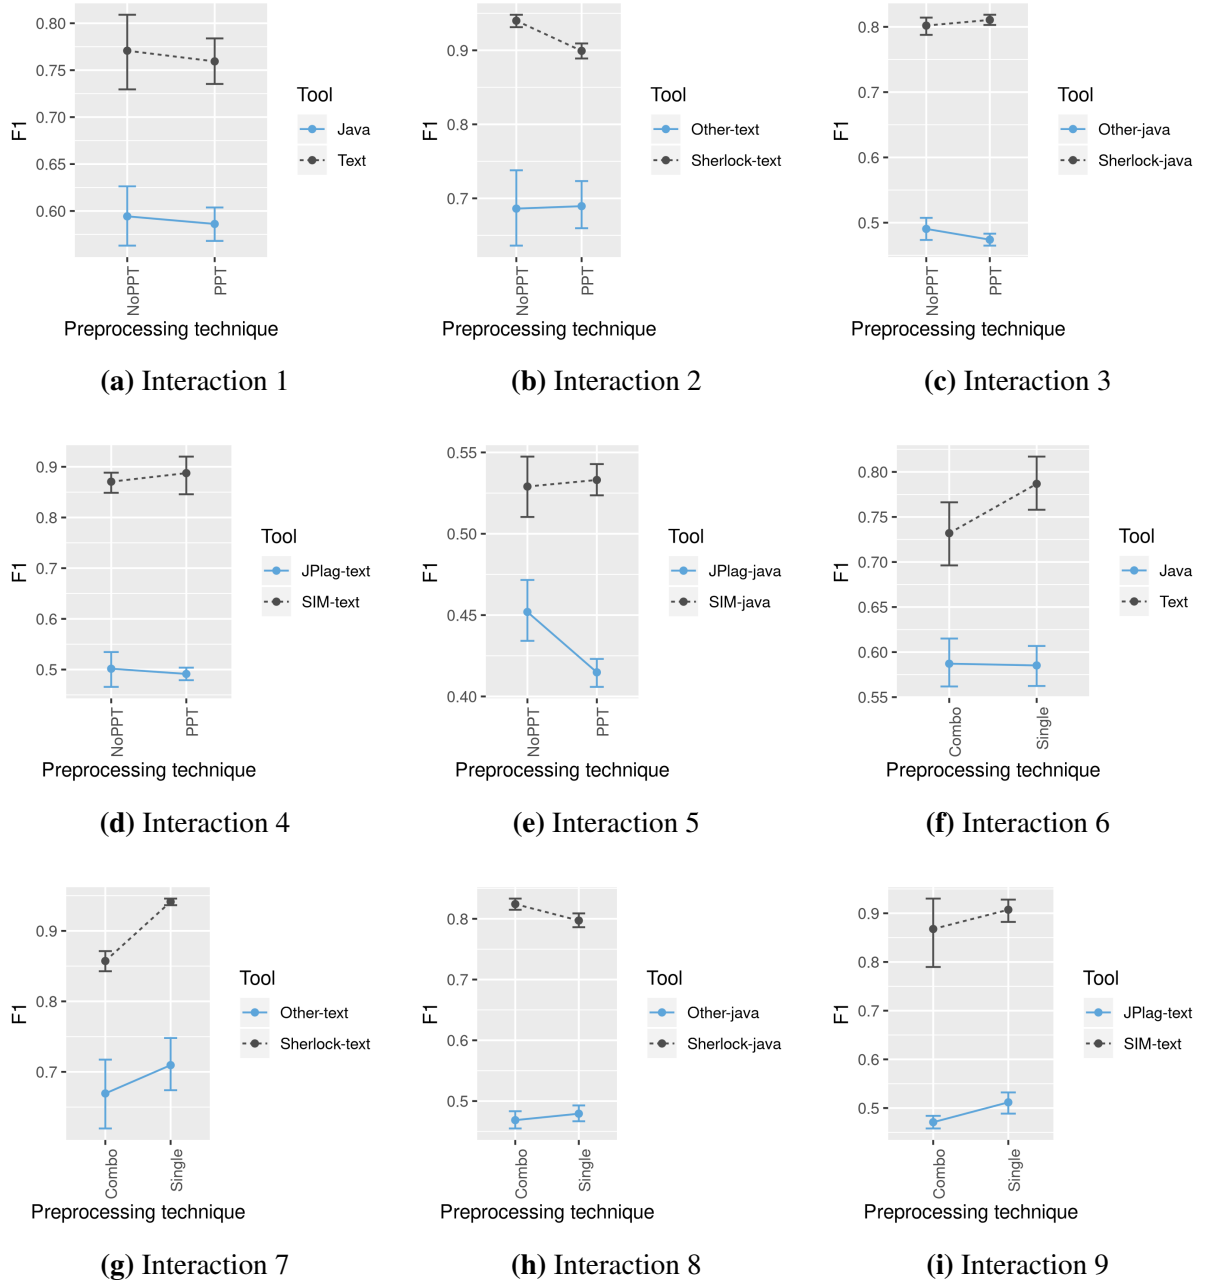 0.80
0.75
0.70
0.65
0.60
F1
NoPPT
PPT
Preprocessing technique
Tool
Java
Text
(a) Interaction 1
0.9
0.8
0.7
F1
NoPPT
PPT
Preprocessing technique
Tool
Other-text
Sherlock-text
(b) Interaction 2
0.8
0.7
0.6
0.5
F1
NoPPT
PPT
Preprocessing technique
Tool
Other-java
Sherlock-java
(c) Interaction 3
0.9
0.8
0.7
0.6
0.5
F1
NoPPT
PPT
Preprocessing technique
Tool
JPlag-text
SIM-text
(d) Interaction 4
0.55
0.50
0.45
0.40
F1
NoPPT
PPT
Preprocessing technique
Tool
JPlag-java
SIM-java
(e) Interaction 5
0.80
0.75
0.70
0.65
0.60
0.55
F1
Combo
Single
Preprocessing technique
Tool
Java
Text
(f) Interaction 6
0.9
0.8
0.7
F1
Combo
Single
Preprocessing technique
Tool
Other-text
Sherlock-text
(g) Interaction 7
0.8
0.7
0.6
0.5
F1
Combo
Single
Preprocessing technique
Tool
Other-java
Sherlock-java
(h) Interaction 8
0.9
0.8
0.7
0.6
0.5
F1
Combo
Single
Preprocessing technique
Tool
JPlag-text
SIM-text
(i) Interaction 9